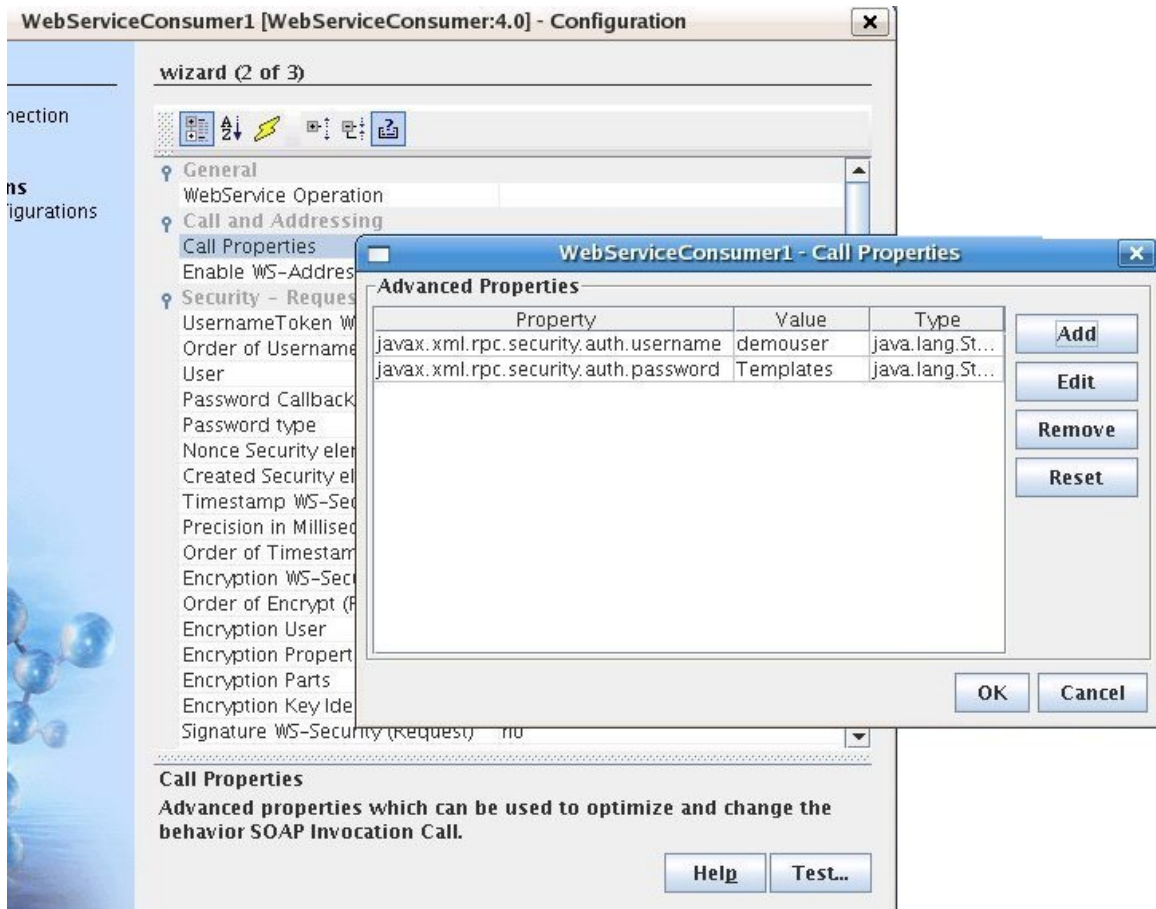 WebServiceConsumer1 [WebServiceConsumer:4.0] - Configuration
wizard (2 of 3)
nection
ns
figurations
General
WebService Operation
Call and Addressing
Call Properties
Enable WS-Addres
Security - Reques
UsernameToken W
Order of Username
User
Password Callback
Password type
Nonce Security eler
Created Security el
Timestamp WS-Sec
Precision in Millisec
Order of Timestam
Encryption WS-Secu
Order of Encrypt (R
Encryption User
Encryption Propert
Encryption Parts
Encryption Key Ide
Signature WS-Security (Request) no
WebServiceConsumer1 - Call Properties
Advanced Properties
Property Value Type
javax.xml.rpc.security.auth.username demouser java.lang.St...
javax.xml.rpc.security.auth.password Templates java.lang.St...
Add
Edit
Remove
Reset
OK Cancel
Call Properties
Advanced properties which can be used to optimize and change the
behavior SOAP Invocation Call.
Help Test...